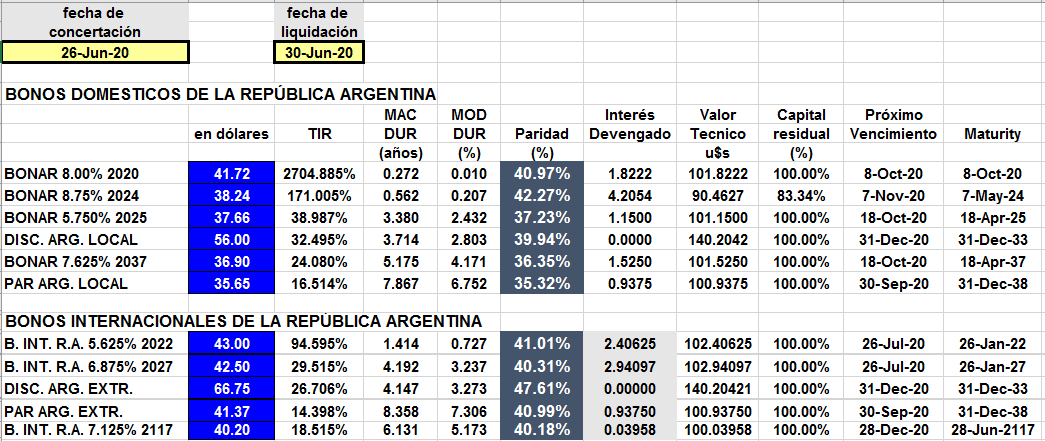 fecha de concertación fecha de liquidación
26-Jun-20 30-Jun-20
BONOS DOMESTICOS DE LA REPÚBLICA ARGENTINA
en dólares TIR MAC DUR (años) MOD DUR (%) Paridad (%) Interés Devengado Valor Tecnico u$s Capital residual (%) Próximo Vencimiento Maturity
BONAR 8.00% 2020 41.72 2704.885% 0.272 0.010 40.97% 1.8222 101.8222 100.00% 8-Oct-20 8-Oct-20
BONAR 8.75% 2024 38.24 171.005% 0.562 0.207 42.27% 4.2054 90.4627 83.34% 7-Nov-20 7-May-24
BONAR 5.750% 2025 37.66 38.987% 3.380 2.432 37.23% 1.1500 101.1500 100.00% 18-Oct-20 18-Apr-25
DISC. ARG. LOCAL 56.00 32.495% 3.714 2.803 39.94% 0.0000 140.2042 100.00% 31-Dec-20 31-Dec-33
BONAR 7.625% 2037 36.90 24.080% 5.175 4.171 36.35% 1.5250 101.5250 100.00% 18-Oct-20 18-Apr-37
PAR ARG. LOCAL 35.65 16.514% 7.867 6.752 35.32% 0.9375 100.9375 100.00% 30-Sep-20 31-Dec-38
BONOS INTERNACIONALES DE LA REPÚBLICA ARGENTINA
B. INT. R.A. 5.625% 2022 43.00 94.595% 1.414 0.727 41.01% 2.40625 102.40625 100.00% 26-Jul-20 26-Jan-22
B. INT. R.A. 6.875% 2027 42.50 29.515% 4.192 3.237 40.31% 2.94097 102.94097 100.00% 26-Jul-20 26-Jan-27
DISC. ARG. EXTR. 66.75 26.706% 4.147 3.273 47.61% 0.00000 140.20421 100.00% 31-Dec-20 31-Dec-33
PAR ARG. EXTR. 41.37 14.398% 8.358 7.306 40.99% 0.93750 100.93750 100.00% 30-Sep-20 31-Dec-38
B. INT. R.A. 7.125% 2117 40.20 18.515% 6.131 5.173 40.18% 0.03958 100.03958 100.00% 28-Dec-20 28-Jun-2117